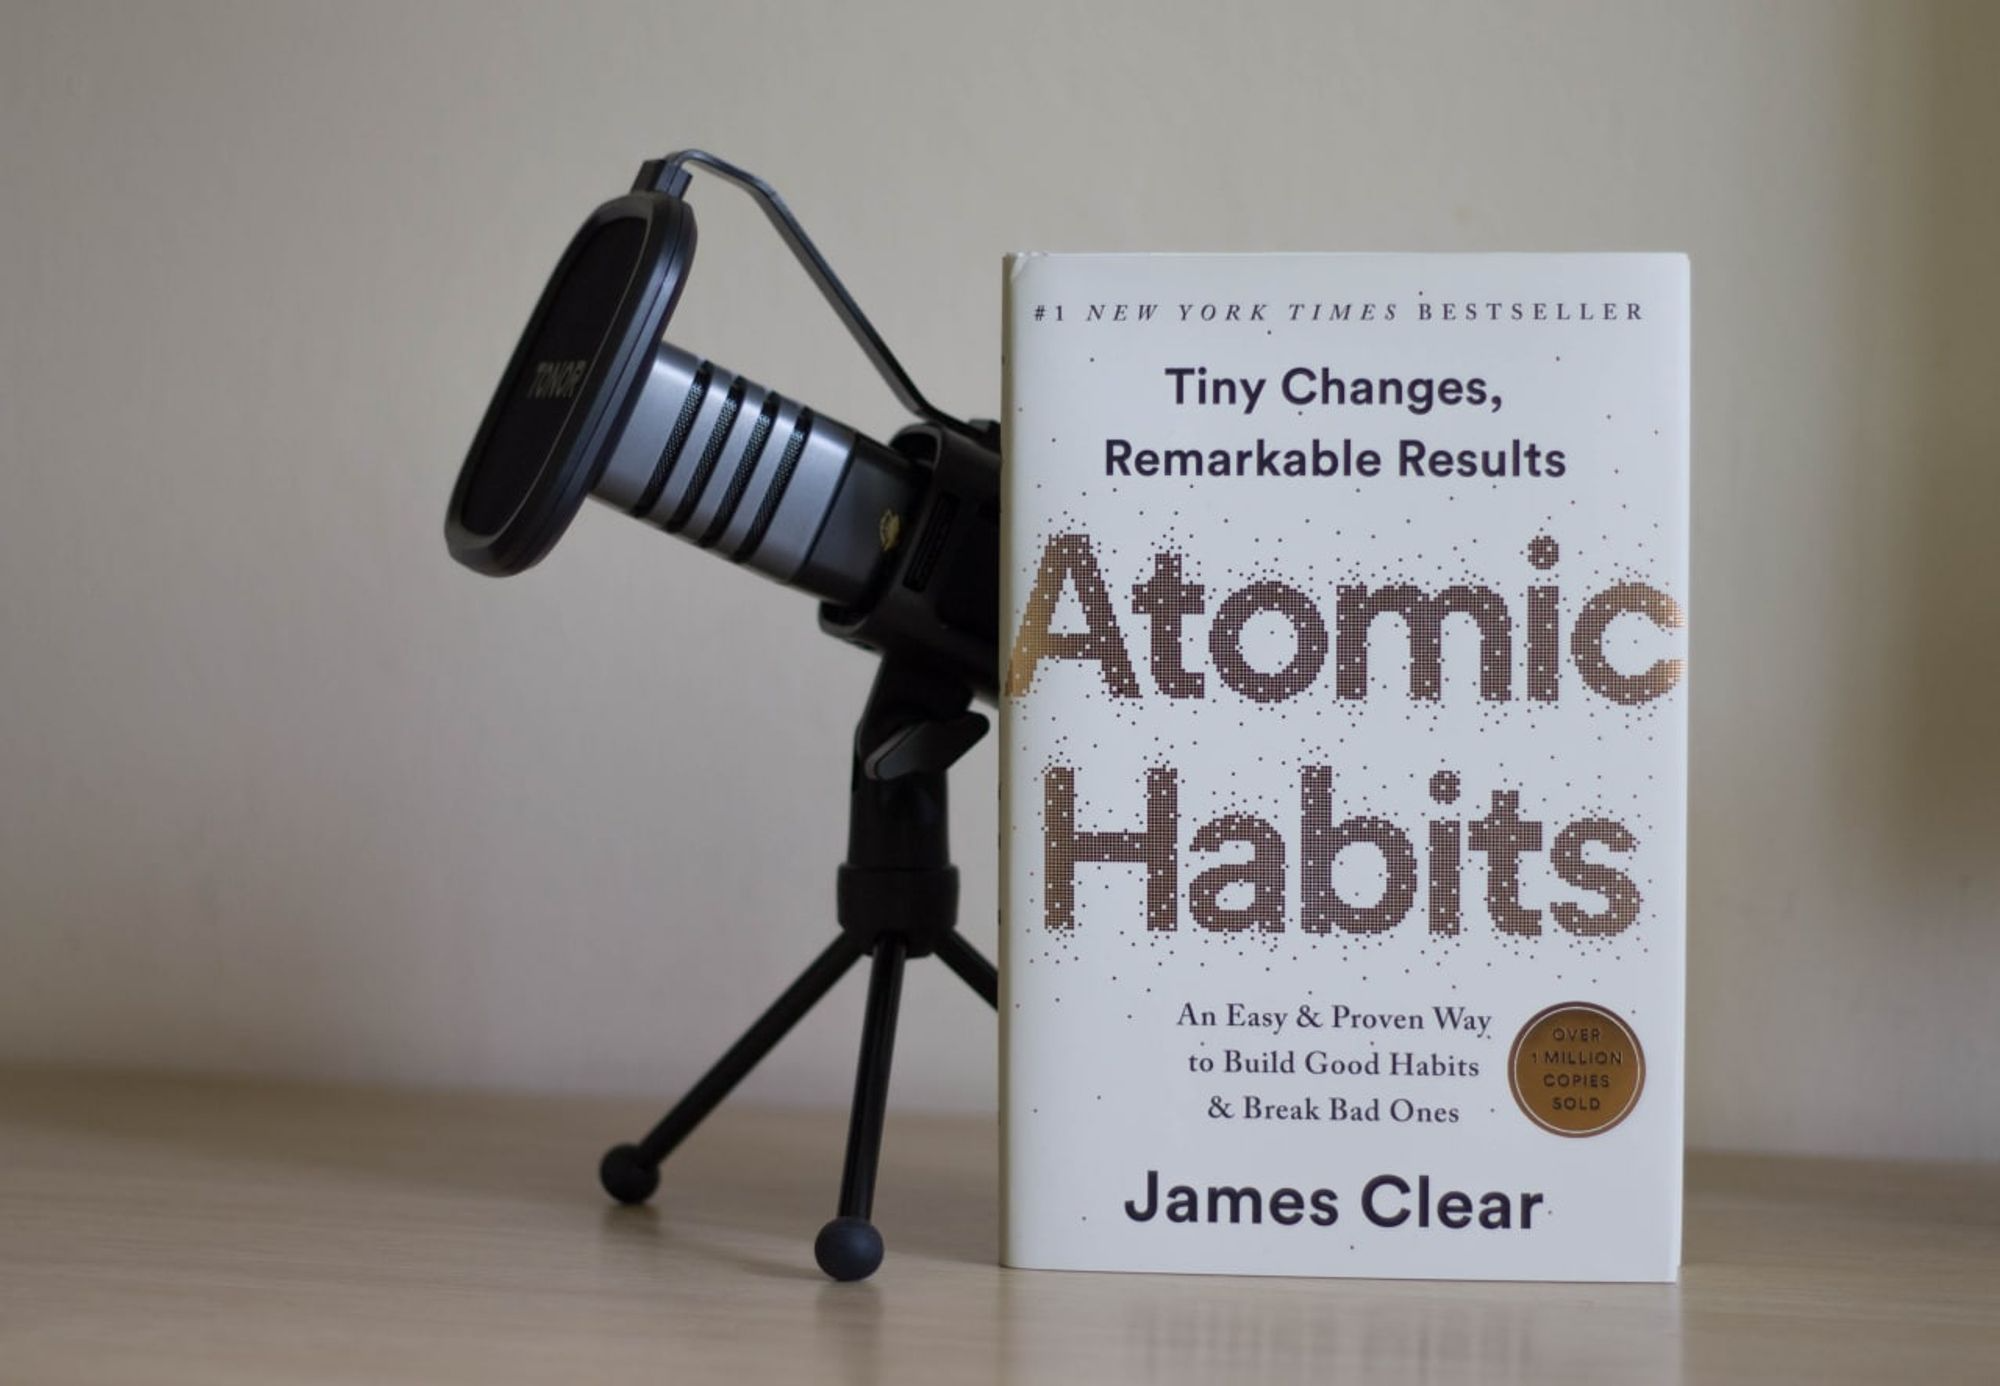 TONOR
#1 NEW YORK TIMES BESTSELLER
Tiny Changes,
Remarkable Results
Atomic
Habits
An Easy & Proven Way
to Build Good Habits
& Break Bad Ones
OVER
1 MILLION
COPIES
SOLD
James Clear